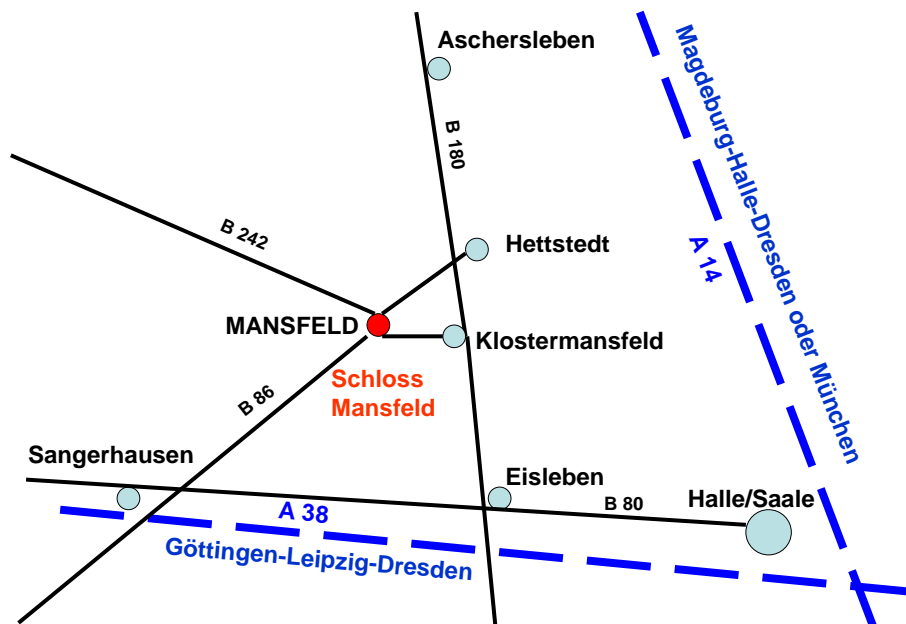 Aschersleben
B 180
Magdeburg-Halle-Dresden oder München
A 14
B 242
Hettstedt
MANSFELD
Klostermansfeld
Schloss
Mansfeld
B 86
Sangerhausen
Eisleben
Halle/Saale
B 80
A 38
Göttingen-Leipzig-Dresden